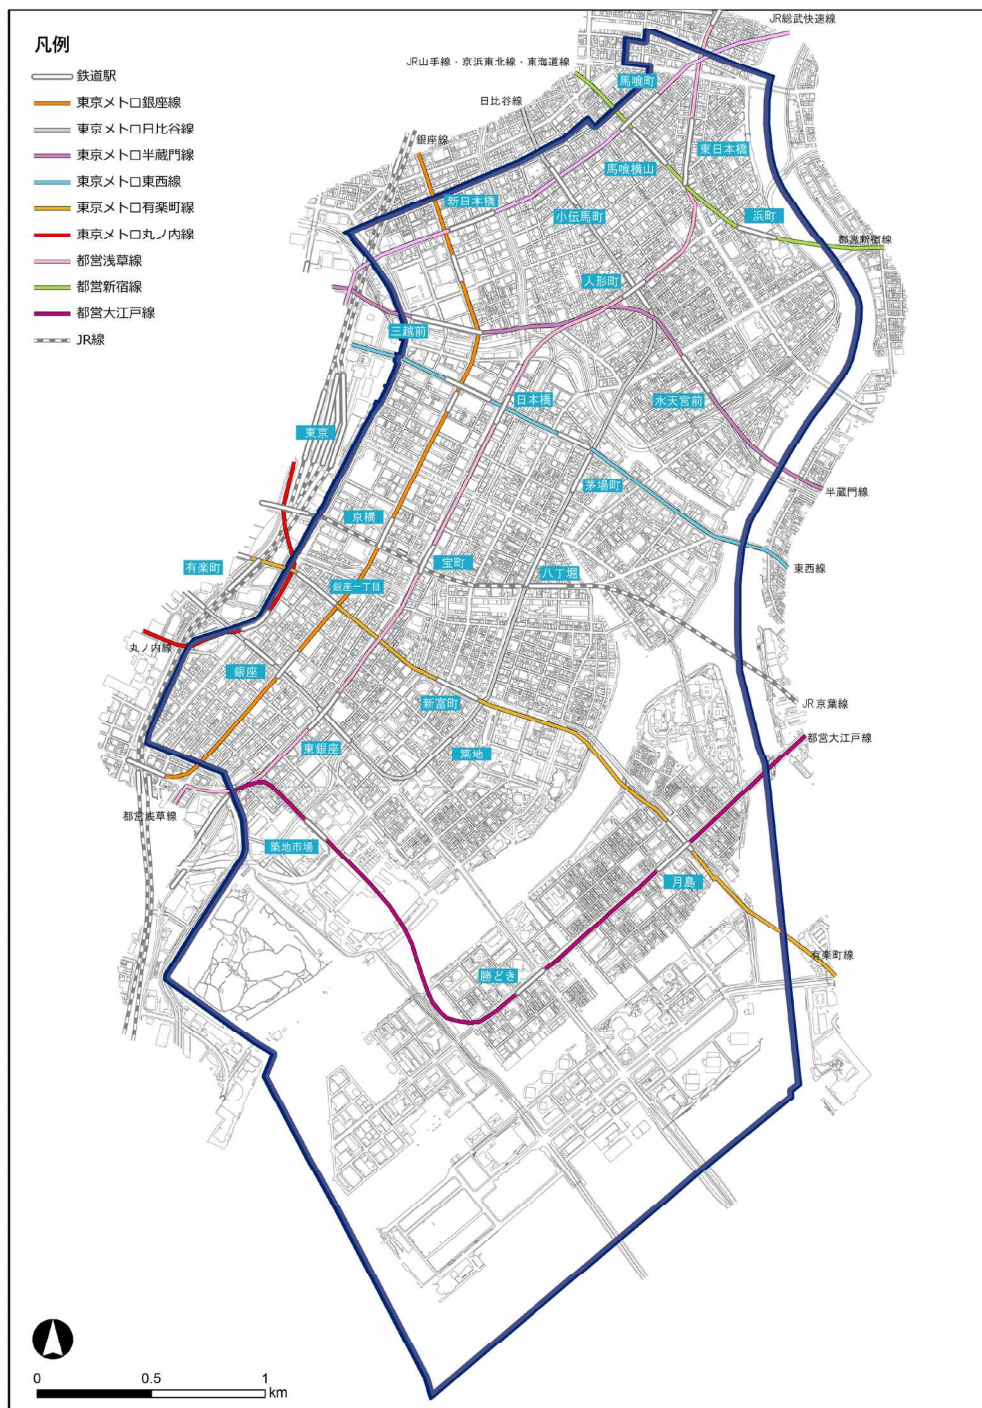 凡例
鉄道駅
東京メトロ銀座線
東京メトロ日比谷線
東京メトロ半蔵門線
東京メトロ東西線
東京メトロ有楽町線
東京メトロ丸ノ内線
都営浅草線
都営新宿線
都営大江戸線
JR線
JR総武快速線
JR山手線・京浜東北線・東海道線
馬喰町
日比谷線
銀座線
東日本橋
馬喰横山
新日本橋
小伝馬町
浜町
都営新宿線
人形町
三越前
日本橋
水天宮前
東京
茅場町
半蔵門線
京橋
有楽町
宝町
八丁堀
東西線
銀座一丁目
丸ノ内線
銀座
新富町
JR京葉線
東銀座
築地
都営大江戸線
都営浅草線
築地市場
月島
有楽町線
勝どき
0 0.5 1
km